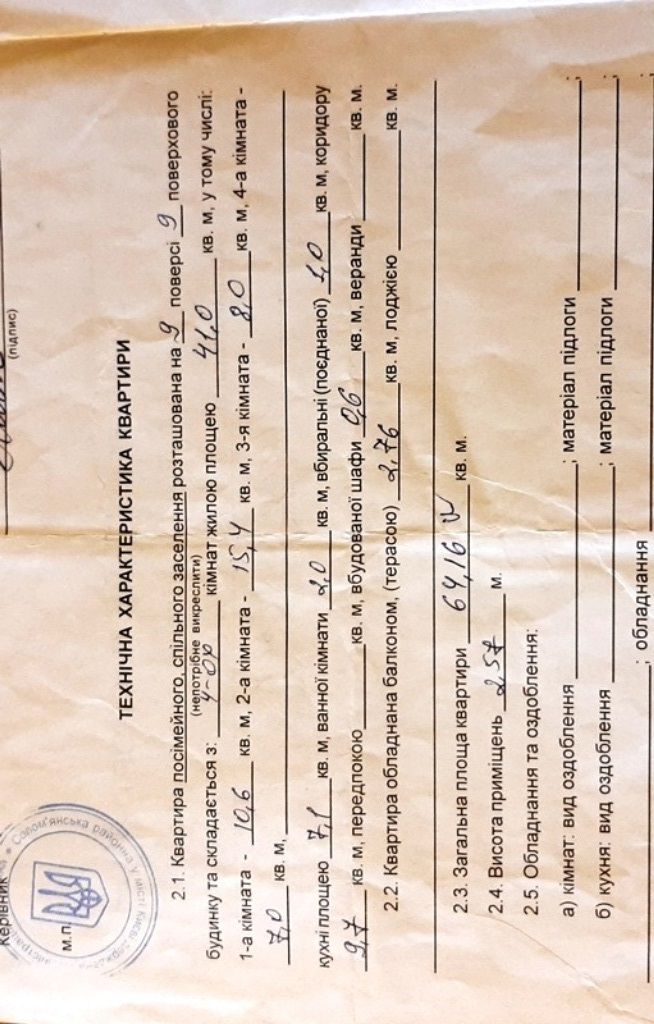 Керівник
м.п.
Солом'янська районна у місті Києві державна
(підпис)
ТЕХНІЧНА ХАРАКТЕРИСТИКА КВАРТИРИ
2.1. Квартира посімейного, спільного заселення розташована на 9 поверсі 9 поверхового
(непотрібне викреслити)
будинку та складається з: 4-ох кімнат жилою площею 41,0 кв. м, у тому числі:
1-а кімната - 10,6 кв. м, 2-а кімната - 15,4 кв. м, 3-я кімната - 8,0 кв. м, 4-а кімната -
7,0 кв. м,
кухні площею 7,1 кв. м, ванної кімнати 2,0 кв. м, вбиральні (поєднаної) 1,0 кв. м, коридору
9,7 кв. м, передпокою кв. м, вбудованої шафи 0,6 кв. м, веранди кв. м.
2.2. Квартира обладнана балконом, (терасою) 2,76 кв. м, лоджією кв. м.
2.3. Загальна площа квартири 64,16 кв. м.
2.4. Висота приміщень 2,57 м.
2.5. Обладнання та оздоблення:
а) кімнат: вид оздоблення ; матеріал підлоги ;
б) кухня: вид оздоблення ; матеріал підлоги ;
; обладнання ;